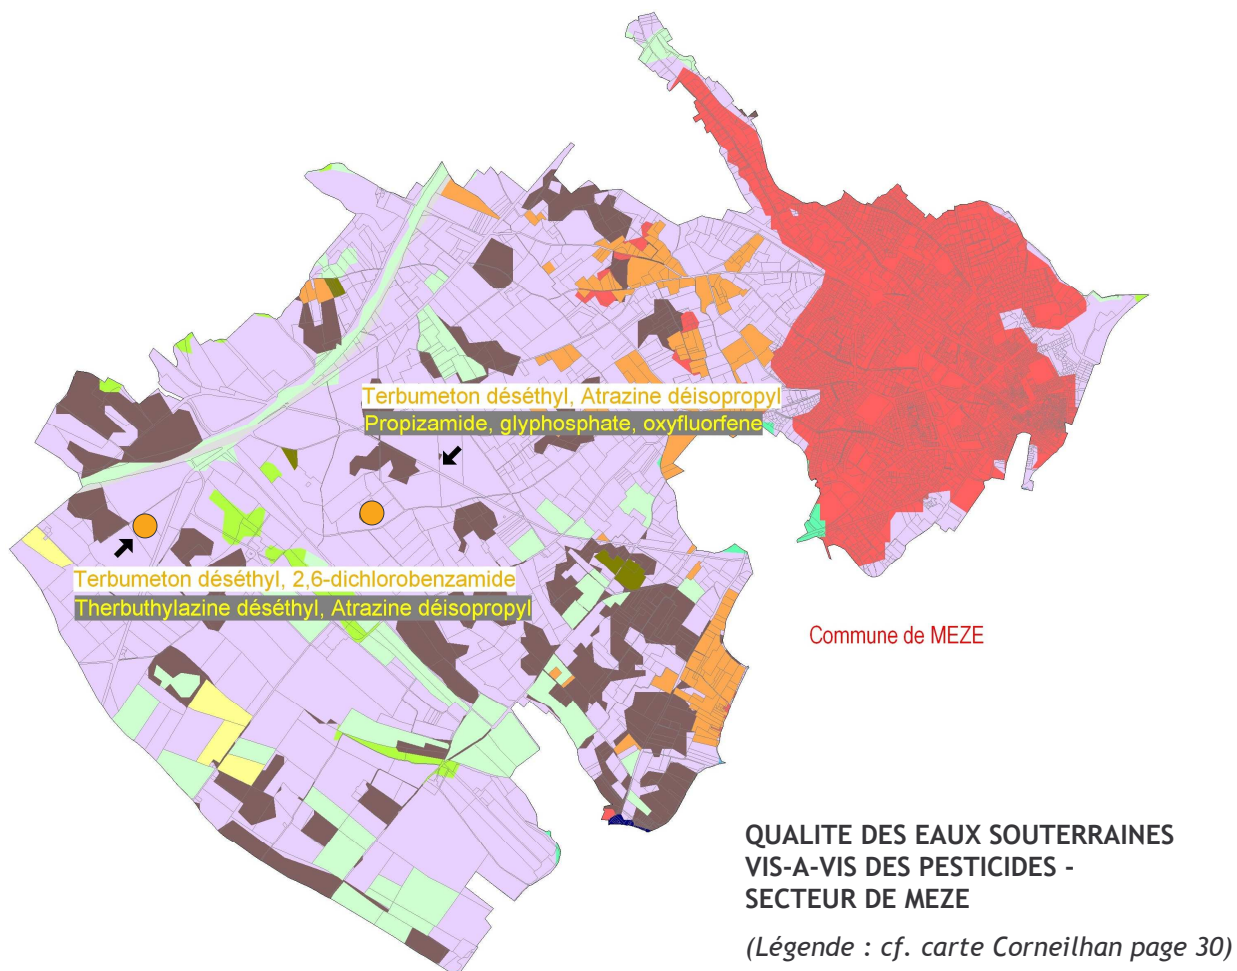 Terbumeton déséthyl, Atrazine déisopropyl
Propizamide, glyphosphate, oxyfluorfene
Terbumeton déséthyl, 2,6-dichlorobenzamide
Therbuthylazine déséthyl, Atrazine déisopropyl
Commune de MEZE
QUALITE DES EAUX SOUTERRAINES
VIS-A-VIS DES PESTICIDES -
SECTEUR DE MEZE
(Légende : cf. carte Corneilhan page 30)